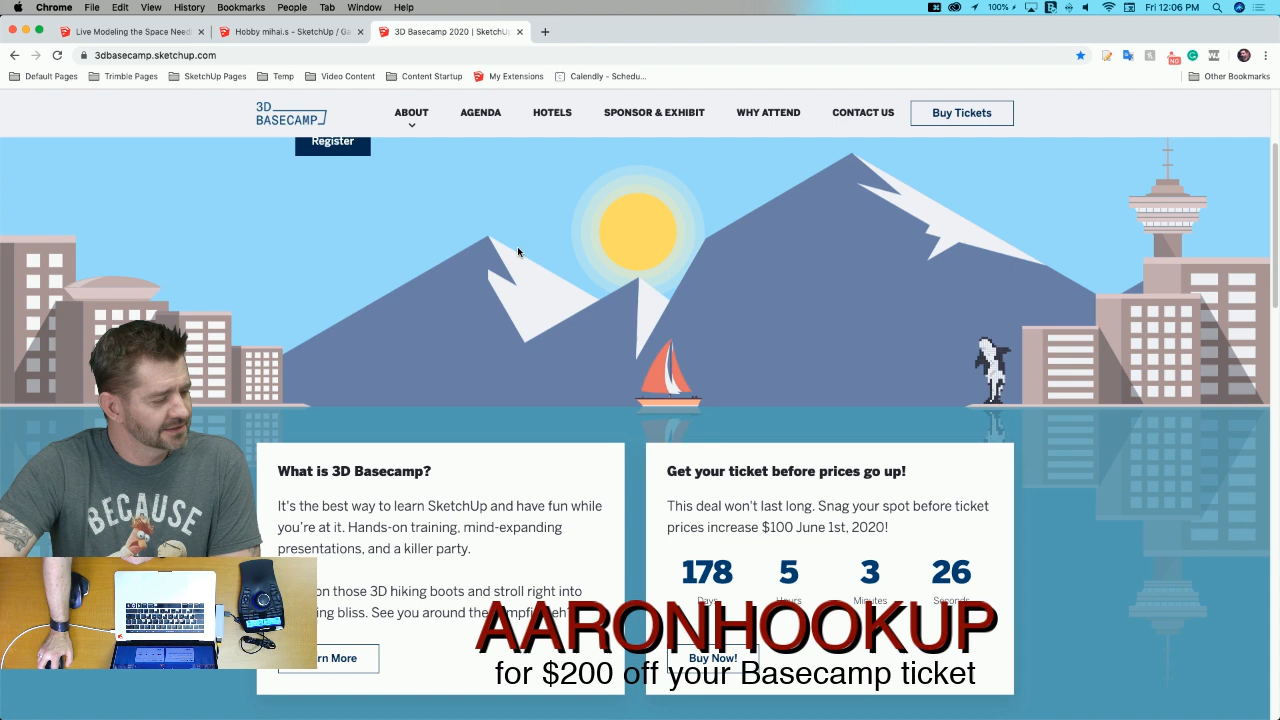 Chrome File Edit View History Bookmarks People Tab Window Help
100% Fri 12:06 PM
Live Modeling the Space Need
Hobby mihai.s - SketchUp / Ga
3D Basecamp 2020 | SketchU
3dbasecamp.sketchup.com
Default Pages Trimble Pages SketchUp Pages Temp Video Content Content Startup My Extensions Calendly - Schedu... Other Bookmarks
3D BASECAMP
ABOUT AGENDA HOTELS SPONSOR & EXHIBIT WHY ATTEND CONTACT US Buy Tickets
Register
What is 3D Basecamp?
It's the best way to learn SketchUp and have fun while
you're at it. Hands-on training, mind-expanding
presentations, and a killer party.
on those 3D hiking boots and stroll right into
bliss. See you around the
rn More
Get your ticket before prices go up!
This deal won't last long. Snag your spot before ticket
prices increase $100 June 1st, 2020!
178 5 3 26
Days Hours Minutes Seconds
Buy Now!
AARONHOOKUP
for $200 off your Basecamp ticket
BECAUSE